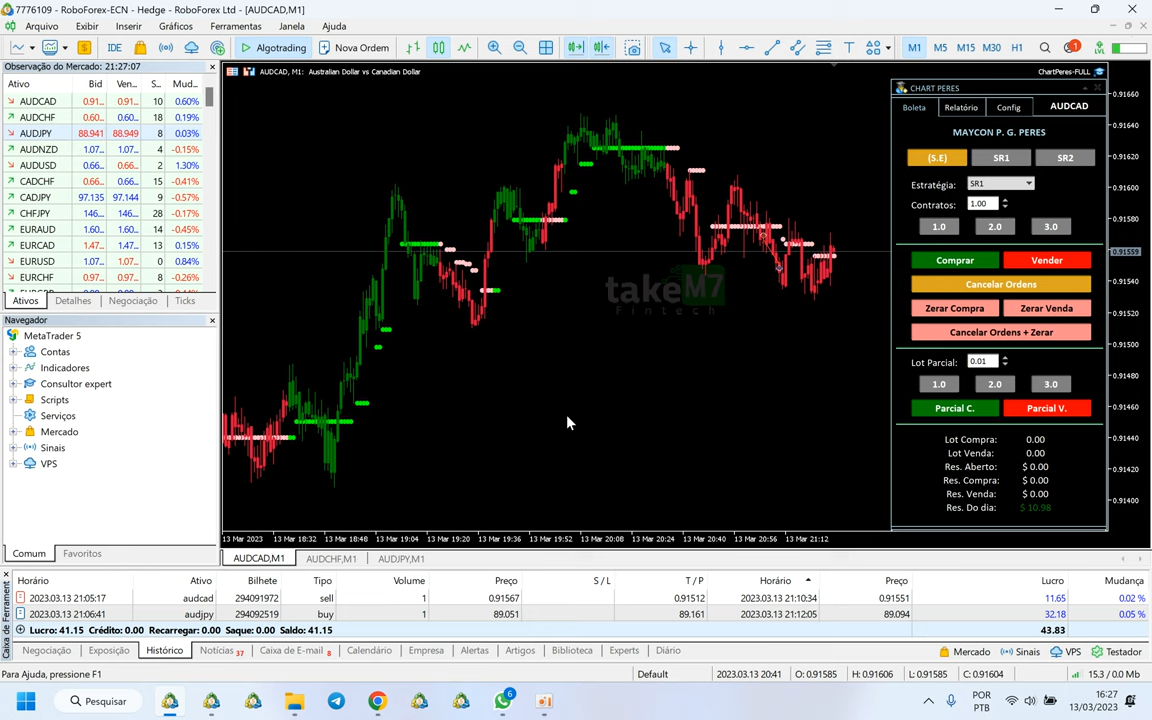 7776109 - RoboForex-ECN - Hedge - RoboForex Ltd - [AUDCAD,M1]
Arquivo Exibir Inserir Gráficos Ferramentas Janela Ajuda
IDE Algotrading Nova Ordem M1 M5 M15 M30 H1 1 LVL
Observação do Mercado: 21:27:07
Ativo Bid Ven... S... Mud...
AUDCAD 0.91... 0.91... 10 0.60%
AUDCHF 0.60... 0.60... 18 0.19%
AUDJPY 88.941 88.949 8 0.03%
AUDNZD 1.07... 1.07... 4 -0.15%
AUDUSD 0.66... 0.66... 2 1.30%
CADCHF 0.66... 0.66... 15 -0.41%
CADJPY 97.135 97.144 9 -0.57%
CHFJPY 146... 146... 28 -0.17%
EURAUD 1.60... 1.60... 14 -0.45%
EURCAD 1.47... 1.47... 13 0.15%
EURUSD 1.07... 1.07... 0 0.84%
EURCHF 0.97... 0.97... 8 -0.26%
Ativos Detalhes Negociação Ticks
Navegador
MetaTrader 5
Contas
Indicadores
Consultor expert
Scripts
Serviços
Mercado
Sinais
VPS
Comum Favoritos
AUDCAD, M1: Australian Dollar vs Canadian Dollar
ChartPeres-FULL
takeM7
Fintech
CHART PERES
Boleta Relatório Config AUDCAD
MAYCON P. G. PERES
(S.E) SR1 SR2
Estratégia: SR1
Contratos: 1.00
1.0 2.0 3.0
Comprar Vender
Cancelar Ordens
Zerar Compra Zerar Venda
Cancelar Ordens + Zerar
Lot Parcial: 0.01
1.0 2.0 3.0
Parcial C. Parcial V.
Lot Compra: 0.00
Lot Venda: 0.00
Res. Aberto: $ 0.00
Res. Compra: $ 0.00
Res. Venda: $ 0.00
Res. Do dia: $ 10.98
0.91660
0.91640
0.91620
0.91600
0.91580
0.91559
0.91540
0.91520
0.91500
0.91480
0.91460
0.91440
0.91420
0.91400
13 Mar 2023 13 Mar 18:32 13 Mar 18:48 13 Mar 19:04 13 Mar 19:20 13 Mar 19:36 13 Mar 19:52 13 Mar 20:08 13 Mar 20:24 13 Mar 20:40 13 Mar 20:56 13 Mar 21:12
AUDCAD,M1 AUDCHF,M1 AUDJPY,M1
Caixa de Ferrament
Horário Ativo Bilhete Tipo Volume Preço S / L T / P Horário Preço Lucro Mudança
2023.03.13 21:05:17 audcad 294091972 sell 1 0.91567 0.91512 2023.03.13 21:10:34 0.91551 11.65 0.02 %
2023.03.13 21:06:41 audjpy 294092519 buy 1 89.051 89.161 2023.03.13 21:12:05 89.094 32.18 0.05 %
Lucro: 41.15 Crédito: 0.00 Recarregar: 0.00 Saque: 0.00 Saldo: 41.15 43.83
Negociação Exposição Histórico Notícias 37 Caixa de E-mail 8 Calendário Empresa Alertas Artigos Biblioteca Experts Diário Mercado Sinais VPS Testador
Para Ajuda, pressione F1 Default 2023.03.13 20:41 O: 0.91585 H: 0.91606 L: 0.91585 C: 0.91604 15.3 / 0.0 Mb
Pesquisar 6 POR PTB 16:27 13/03/2023